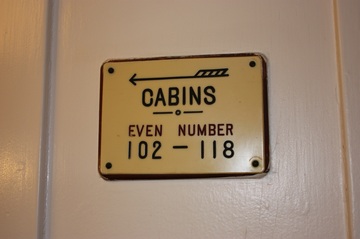 CABINS
EVEN NUMBER
102 - 118